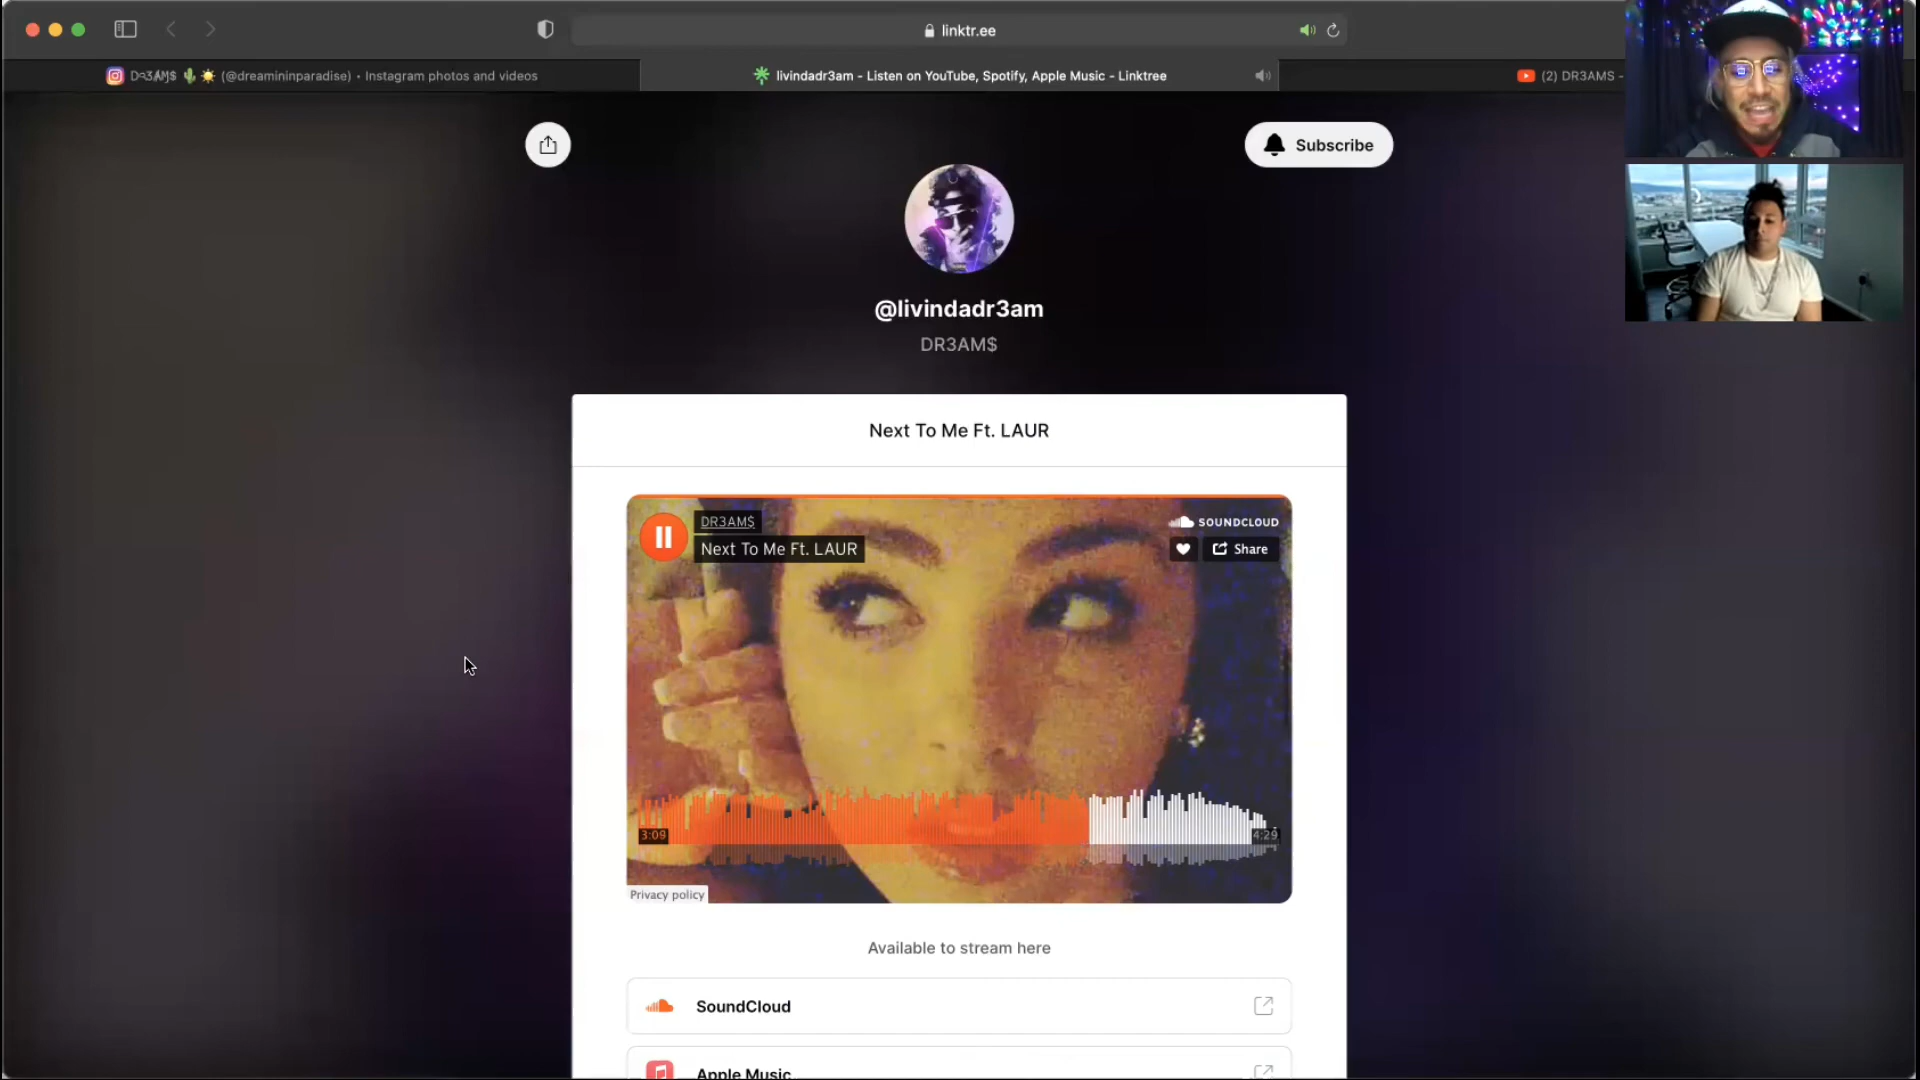 linktr.ee
(@dreamininparadise) • Instagram photos and videos
livindadr3am - Listen on YouTube, Spotify, Apple Music - Linktree
(2) DR3AMS -
Subscribe
@livindadr3am
DR3AM$
Next To Me Ft. LAUR
DR3AM$
SOUNDCLOUD
Next To Me Ft. LAUR
Share
3:09
4:29
Privacy policy
Available to stream here
SoundCloud
Apple Music